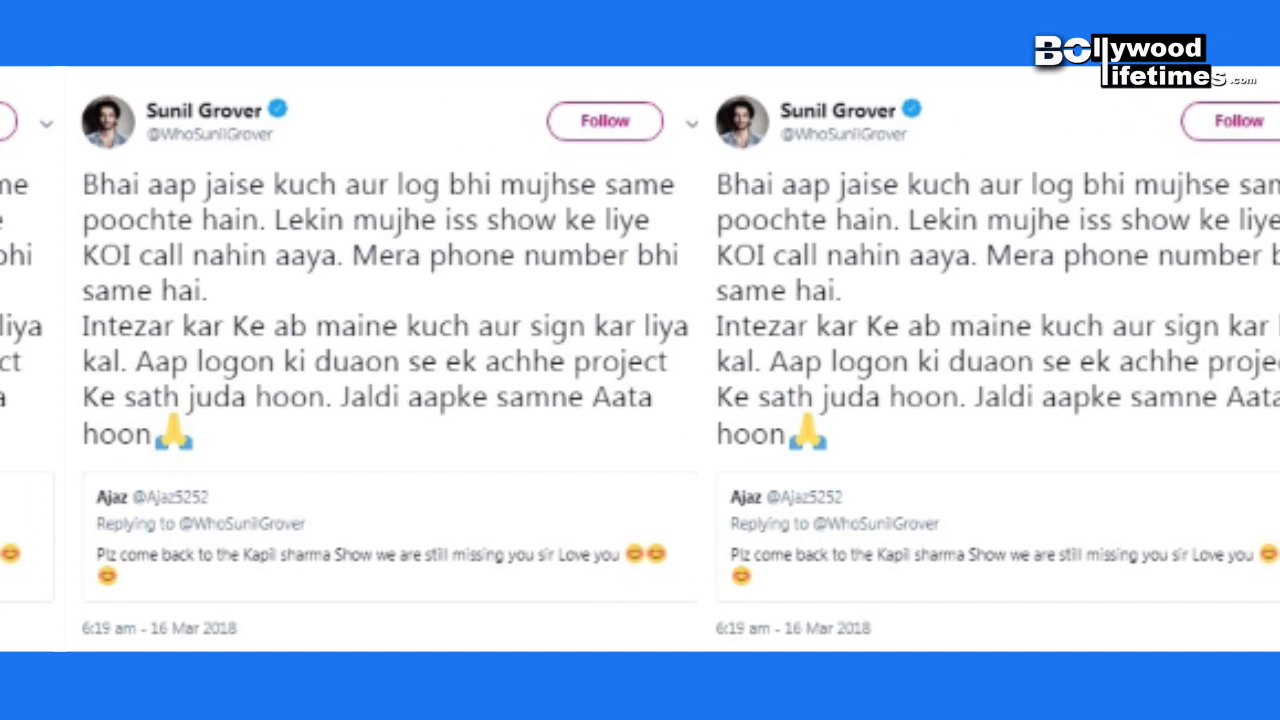 BOllywood
lifetimes.com
Sunil Grover
@WhoSunilGrover
Follow
Bhai aap jaise kuch aur log bhi mujhse same
poochte hain. Lekin mujhe iss show ke liye
KOI call nahin aaya. Mera phone number bhi
same hai.
Intezar kar Ke ab maine kuch aur sign kar liya
kal. Aap logon ki duaon se ek achhe project
Ke sath juda hoon. Jaldi aapke samne Aata
hoon🙏
Ajaz @Ajaz5252
Replying to @WhoSunilGrover
Plz come back to the Kapil sharma Show we are still missing you sir Love you 😊😊
😊
6:19 am - 16 Mar 2018
Sunil Grover
@WhoSunilGrover
Follow
Bhai aap jaise kuch aur log bhi mujhse sam
poochte hain. Lekin mujhe iss show ke liye
KOI call nahin aaya. Mera phone number b
same hai.
Intezar kar Ke ab maine kuch aur sign kar l
kal. Aap logon ki duaon se ek achhe projec
Ke sath juda hoon. Jaldi aapke samne Aata
hoon🙏
Ajaz @Ajaz5252
Replying to @WhoSunilGrover
Plz come back to the Kapil sharma Show we are still missing you sir Love you 😊
😊
6:19 am - 16 Mar 2018